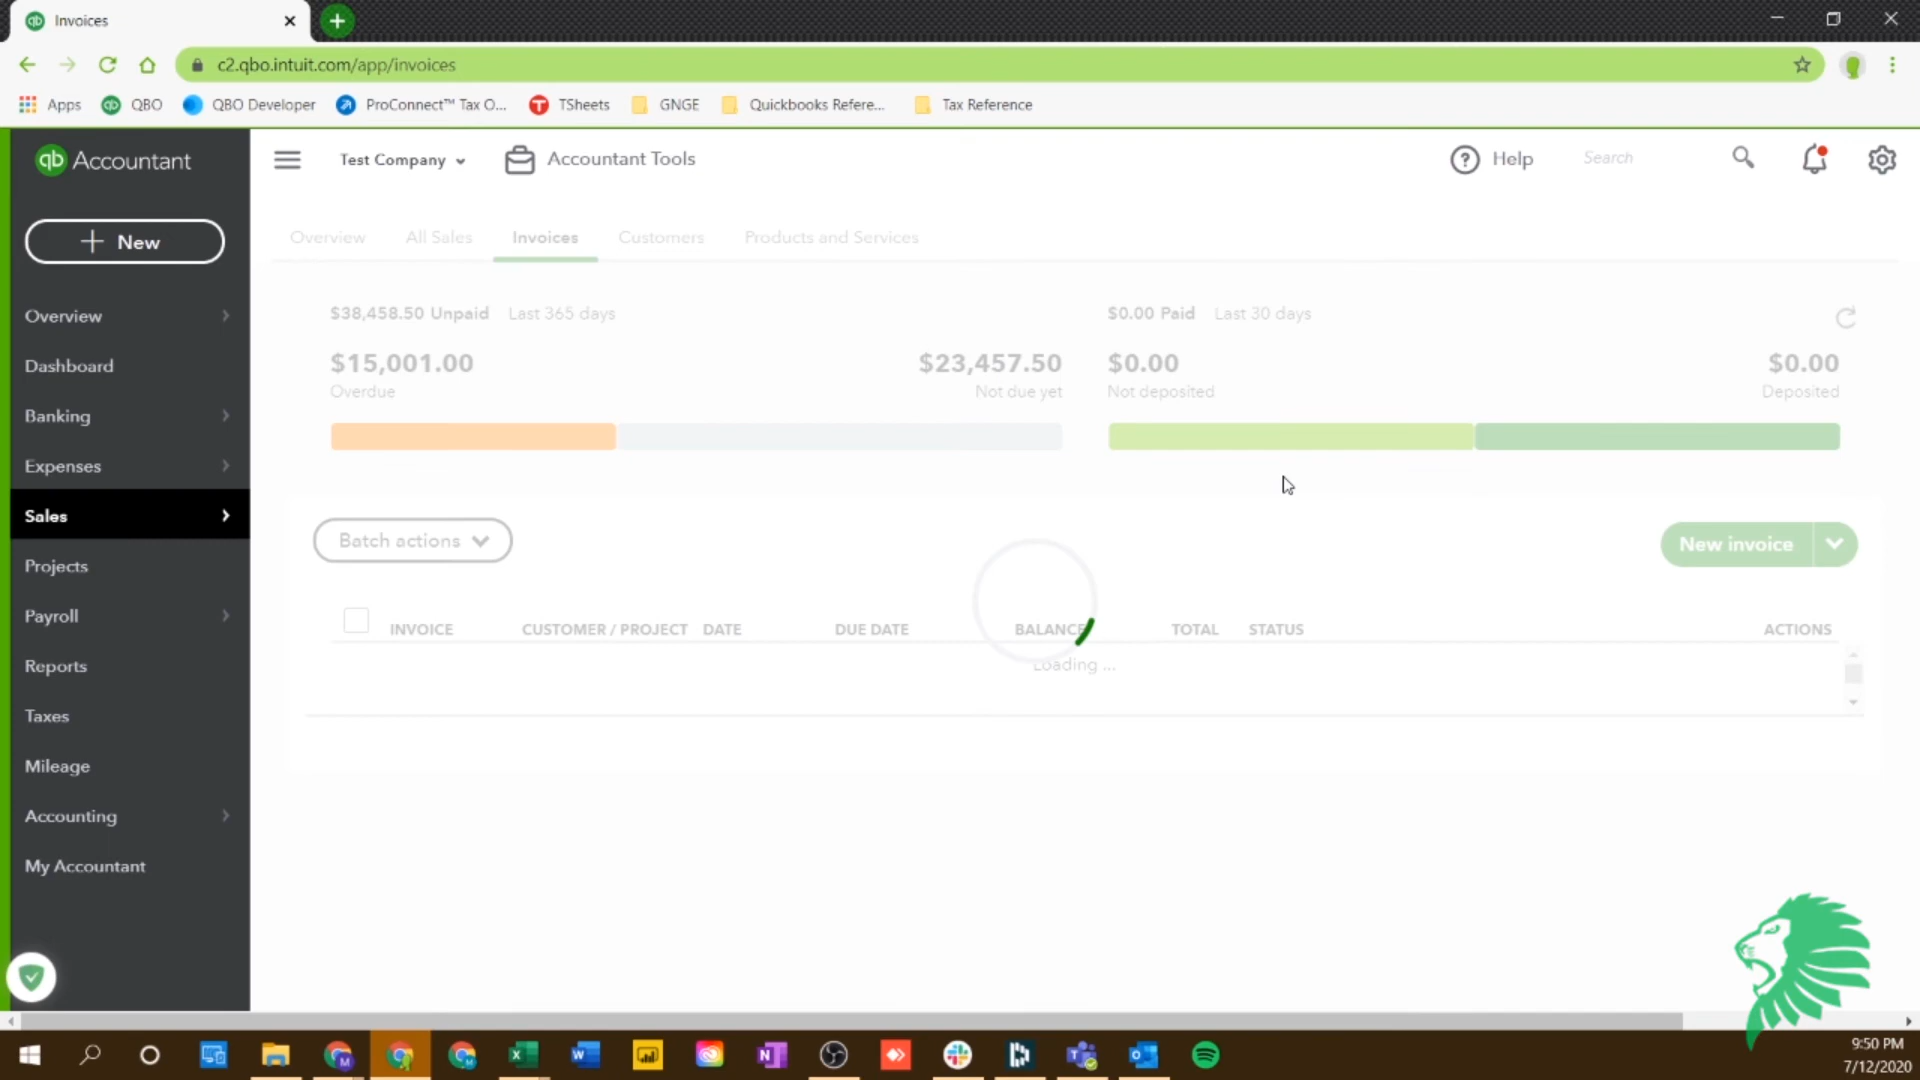 Invoices
c2.qbo.intuit.com/app/invoices
Apps QBO QBO Developer ProConnect™ Tax O... TSheets GNGE Quickbooks Refere... Tax Reference
qb Accountant Test Company Accountant Tools ? Help Search
+ New
Overview All Sales Invoices Customers Products and Services
Overview
Dashboard
Banking
Expenses
Sales
Projects
Payroll
Reports
Taxes
Mileage
Accounting
My Accountant
$38,458.50 Unpaid Last 365 days $0.00 Paid Last 30 days
$15,001.00 $23,457.50 $0.00 $0.00
Overdue Not due yet Not deposited Deposited
Batch actions New invoice
INVOICE CUSTOMER / PROJECT DATE DUE DATE BALANCE TOTAL STATUS ACTIONS
Loading ...
9:50 PM
7/12/2020